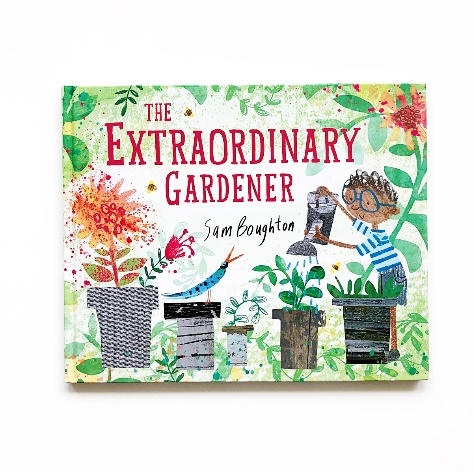 THE
EXTRAORDINARY
GARDENER
Sam Boughton